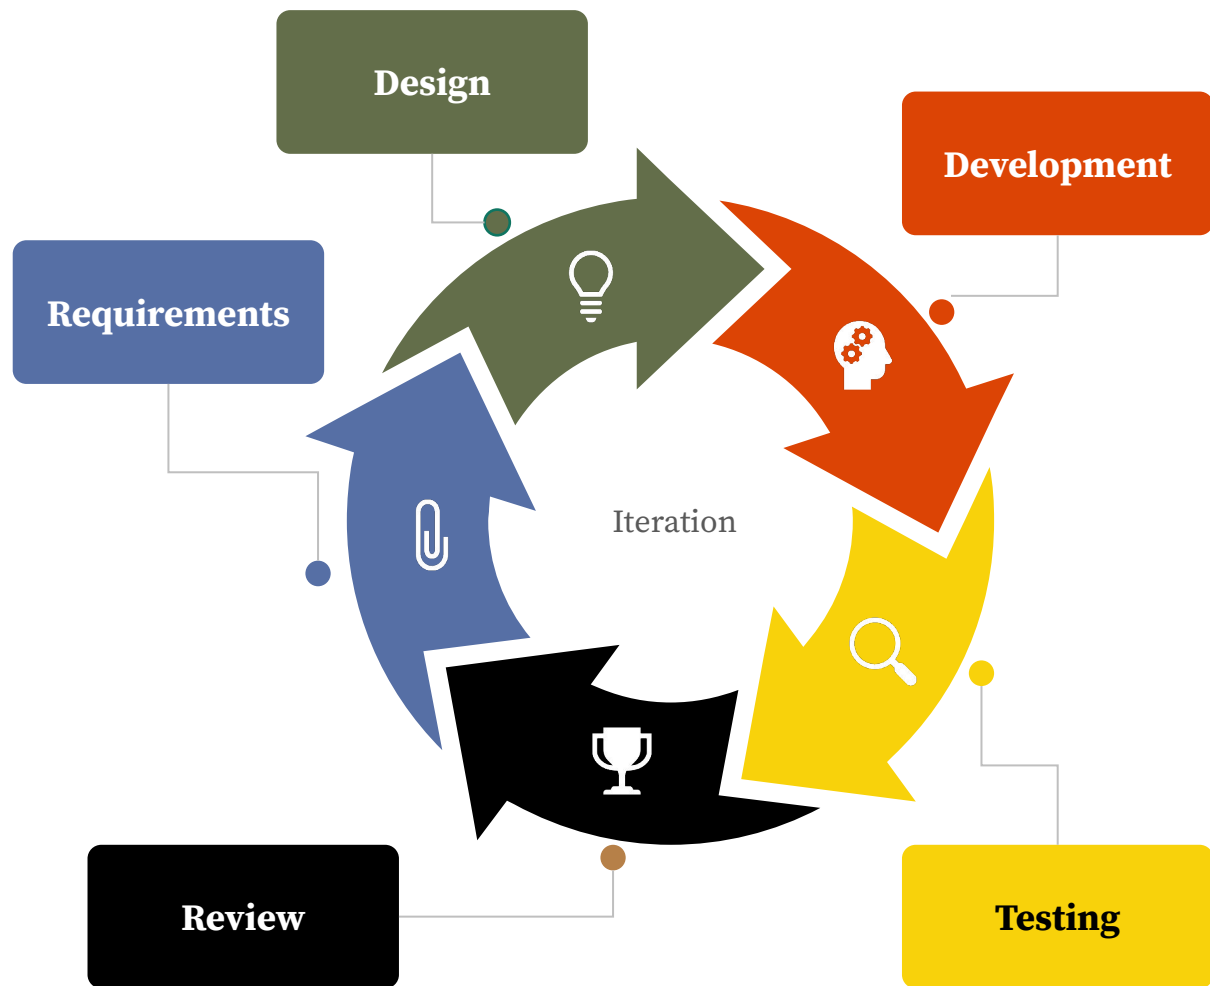 Design
Development
Requirements
Iteration
Review
Testing